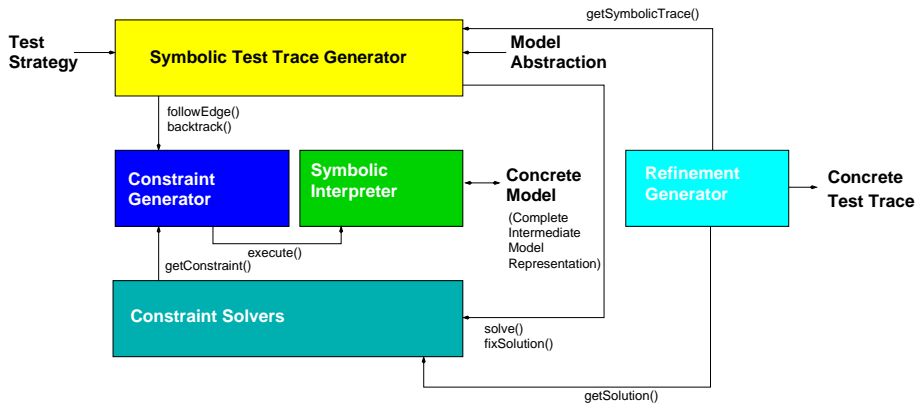 getSymbolicTrace()
Test
Strategy
Symbolic Test Trace Generator
Model
Abstraction
followEdge()
backtrack()
Constraint
Generator
Symbolic
Interpreter
Concrete
Model
(Complete
Intermediate
Model
Representation)
Refinement
Generator
Concrete
Test Trace
execute()
getConstraint()
Constraint Solvers
solve()
fixSolution()
getSolution()